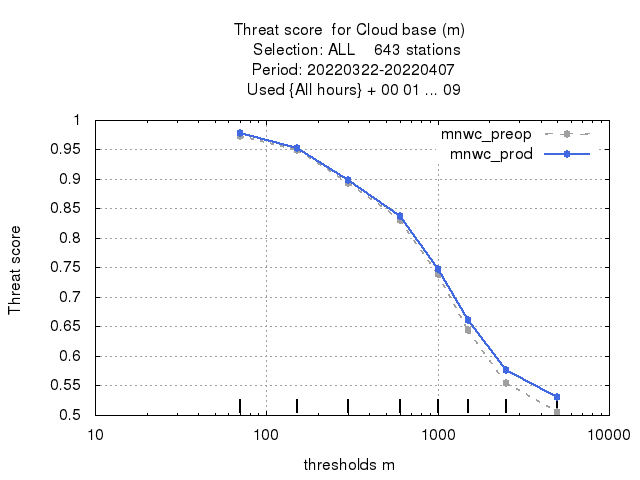 Threat score  for Cloud base (m)
Selection: ALL    643 stations
Period: 20220322-20220407
Used {All hours} + 00 01 ... 09
mnwc_preop
mnwc_prod
1
0.95
0.9
0.85
0.8
0.75
0.7
0.65
0.6
0.55
0.5
Threat score
10 100 1000 10000
thresholds m